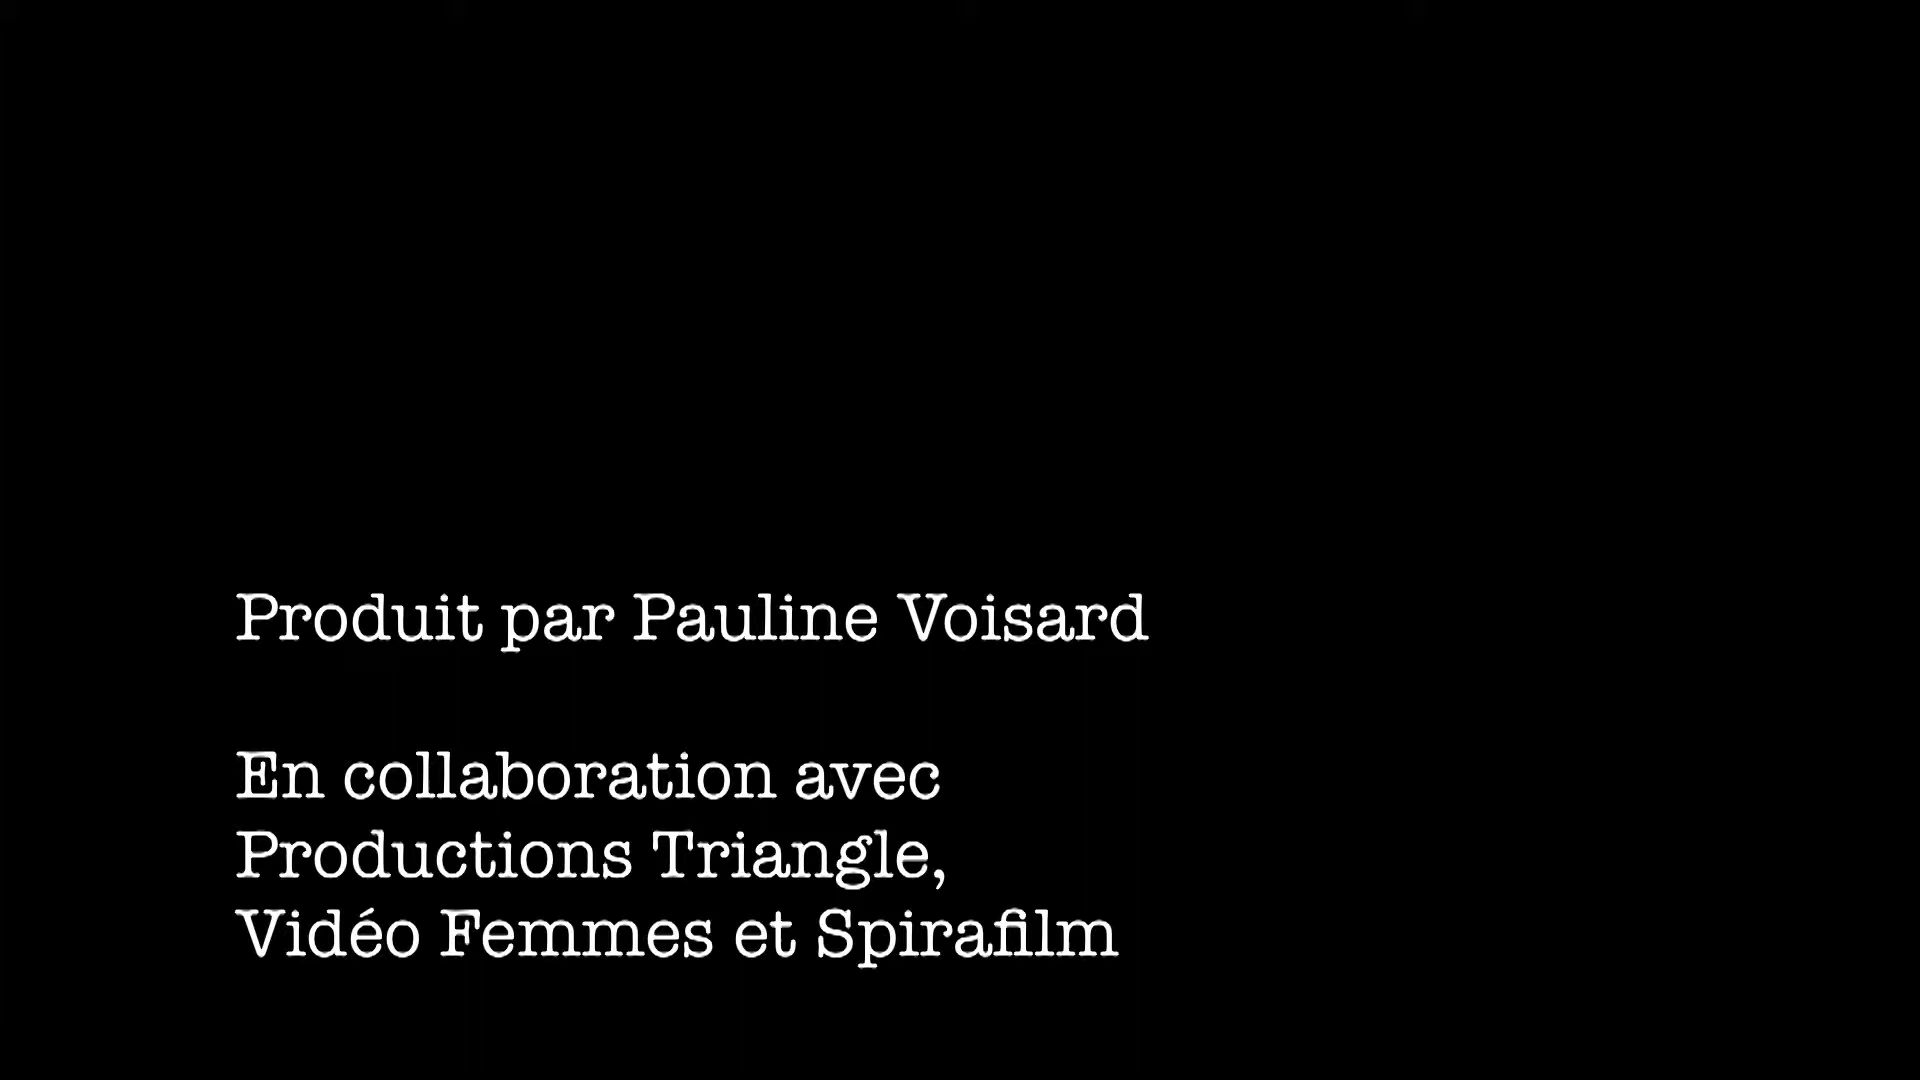 Produit par Pauline Voisard
En collaboration avec
Productions Triangle,
Vidéo Femmes et Spirafilm